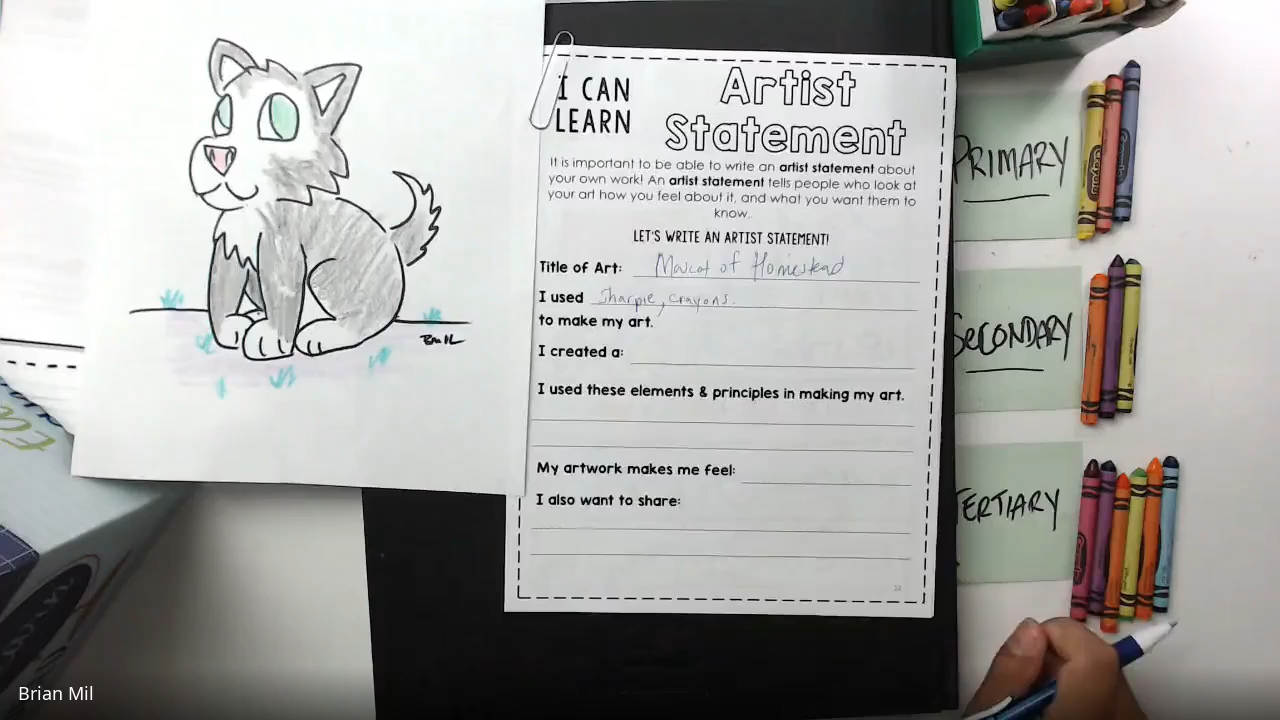 I CAN
LEARN
Artist
Statement
It is important to be able to write an artist statement about
your own work! An artist statement tells people who look at
your art how you feel about it, and what you want them to
know.
LET'S WRITE AN ARTIST STATEMENT!
Title of Art: Mascot of Homestead
I used Sharpie, crayons.
to make my art.
I created a:
I used these elements & principles in making my art.
My artwork makes me feel:
I also want to share:
PRIMARY
SECONDARY
TERTIARY
Brian Mil